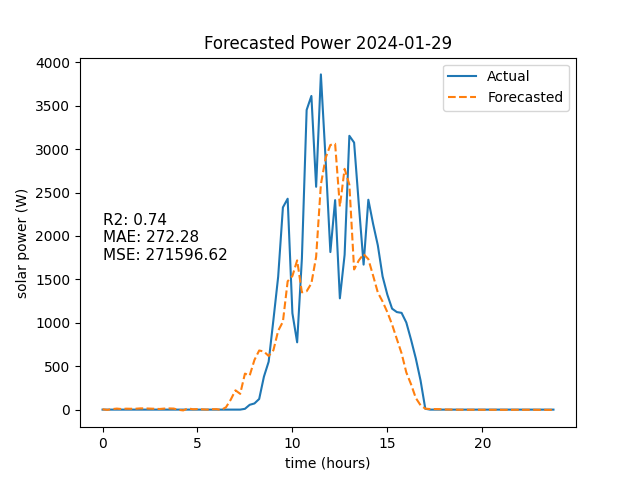 Forecasted Power 2024-01-29
4000
3500
3000
2500
2000
1500
1000
500
0
solar power (W)
R2: 0.74
MAE: 272.28
MSE: 271596.62
Actual
Forecasted
0 5 10 15 20
time (hours)